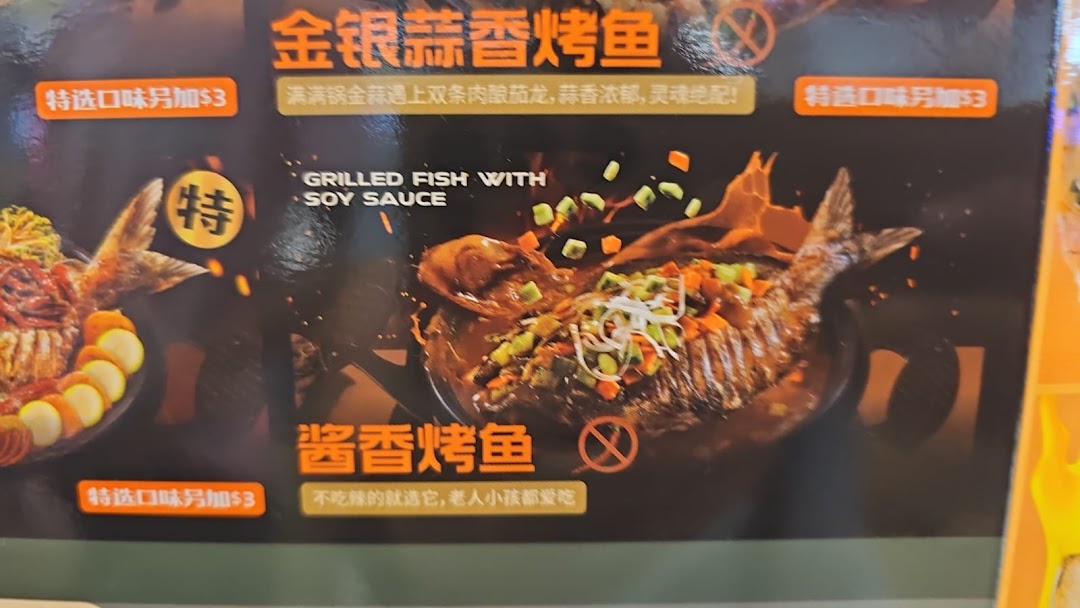 金银蒜香烤鱼
特选口味另加$3
满满锅金蒜遇上双条肉酿茄龙,蒜香浓郁,灵魂绝配!
特选口味另加$3
特
GRILLED FISH WITH
SOY SAUCE
酱香烤鱼
特选口味另加$3
不吃辣的就选它,老人小孩都爱吃